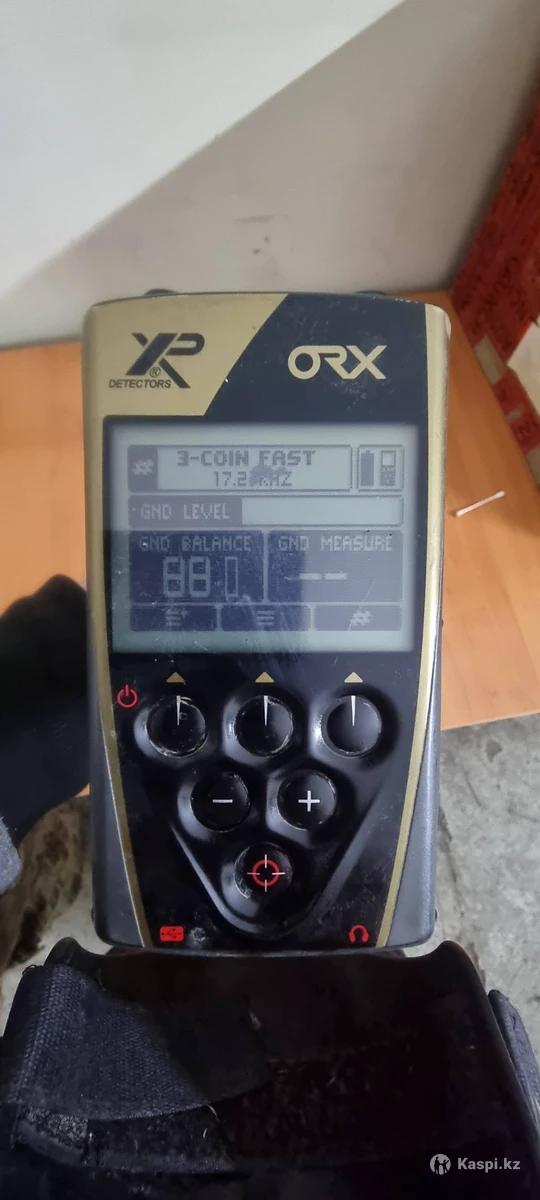 XP
®
DETECTORS
ORX
3-COIN FAST
GND LEVEL
GND BALANCE
GND MEASURE
88
--
Kaspi.kz